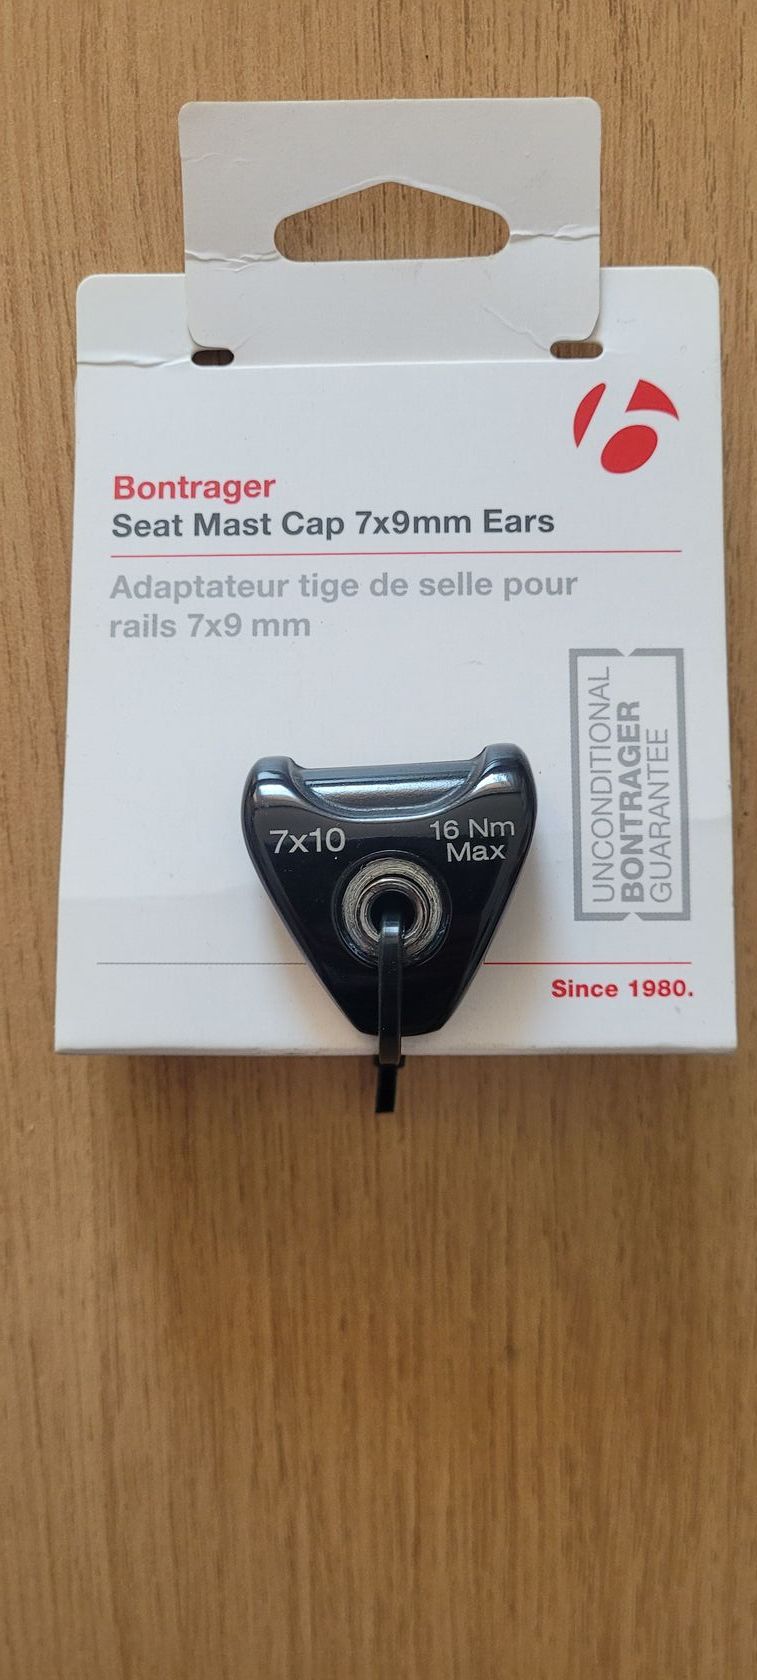 Bontrager
Seat Mast Cap 7x9mm Ears
Adaptateur tige de selle pour
rails 7x9 mm
UNCONDITIONAL
BONTRAGER
GUARANTEE
7x10
16 Nm
Max
Since 1980.